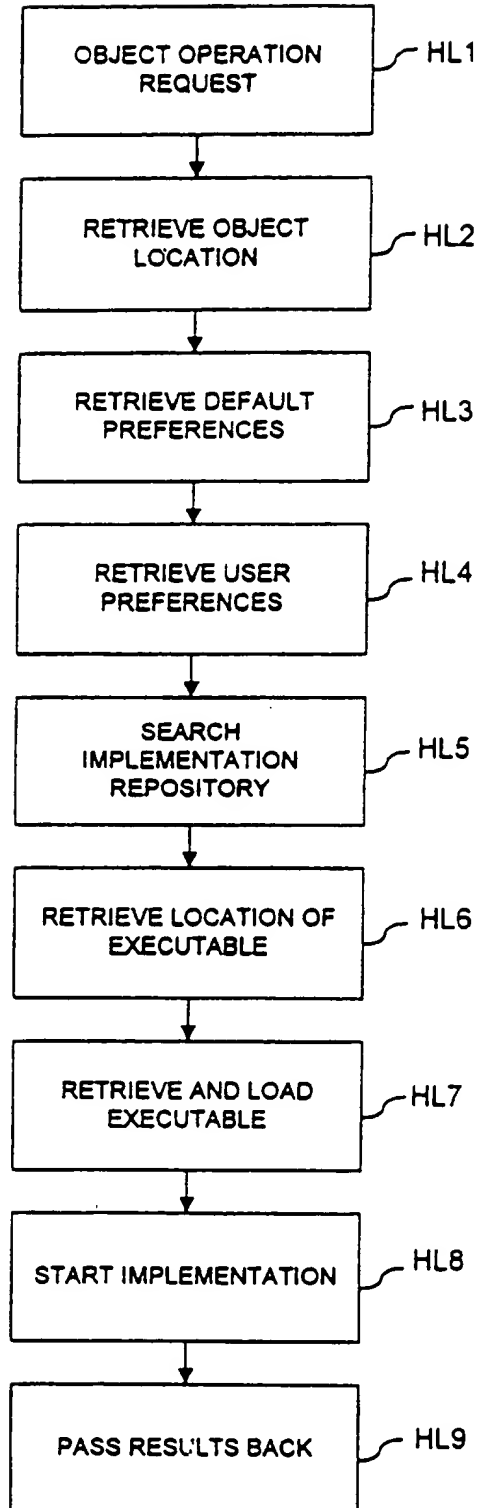 OBJECT OPERATION
REQUEST
HL1
RETRIEVE OBJECT
LOCATION
HL2
RETRIEVE DEFAULT
PREFERENCES
HL3
RETRIEVE USER
PREFERENCES
HL4
SEARCH
IMPLEMENTATION
REPOSITORY
HL5
RETRIEVE LOCATION OF
EXECUTABLE
HL6
RETRIEVE AND LOAD
EXECUTABLE
HL7
START IMPLEMENTATION
HL8
PASS RESULTS BACK
HL9